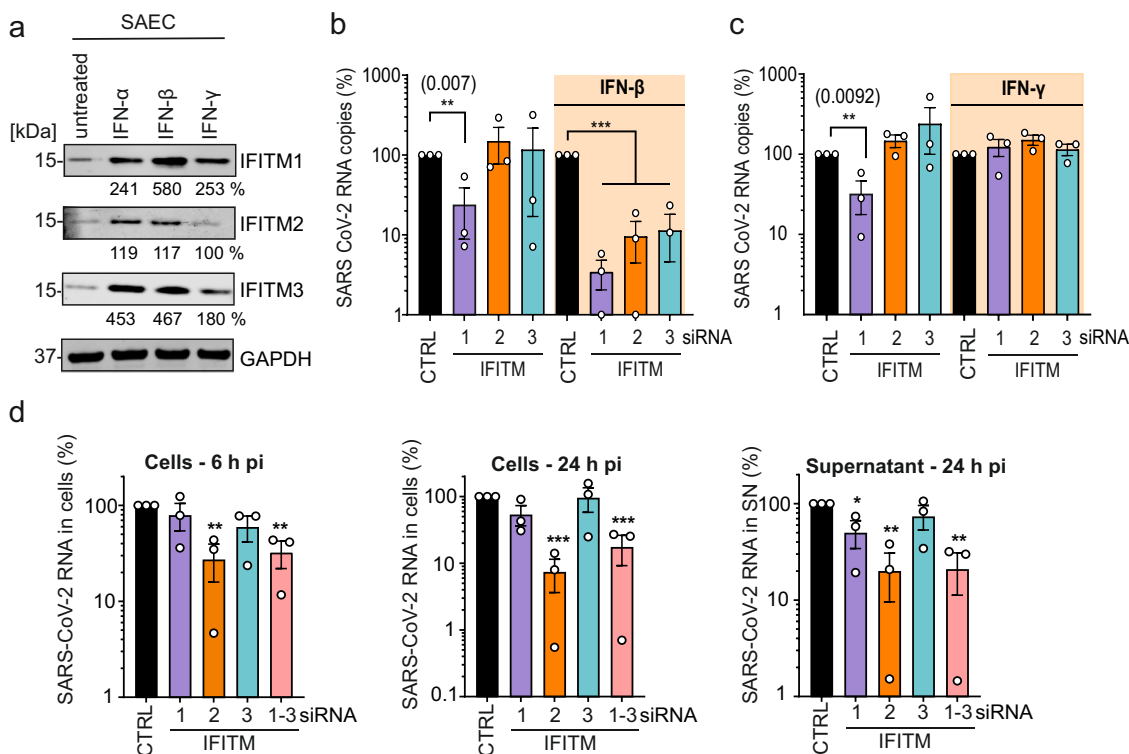 a
SAEC
[kDa]
untreated
IFN-α
IFN-β
IFN-γ
15
IFITM1
241 580 253 %
15
IFITM2
119 117 100 %
15
IFITM3
453 467 180 %
37
GAPDH
b
SARS CoV-2 RNA copies (%)
1000
100
10
1
(0.007)
**
IFN-β
***
CTRL 1 2 3 CTRL 1 2 3 siRNA
IFITM IFITM
c
SARS CoV-2 RNA copies (%)
1000
100
10
1
(0.0092)
**
IFN-γ
CTRL 1 2 3 CTRL 1 2 3 siRNA
IFITM IFITM
d
Cells - 6 h pi
SARS-CoV-2 RNA in cells (%)
100
10
1
** **
CTRL 1 2 3 1-3 siRNA
IFITM
Cells - 24 h pi
SARS-CoV-2 RNA in cells (%)
100
10
1
0.1
*** ***
CTRL 1 2 3 1-3 siRNA
IFITM
Supernatant - 24 h pi
SARS-CoV-2 RNA in SN (%)
100
10
1
* ** **
CTRL 1 2 3 1-3 siRNA
IFITM